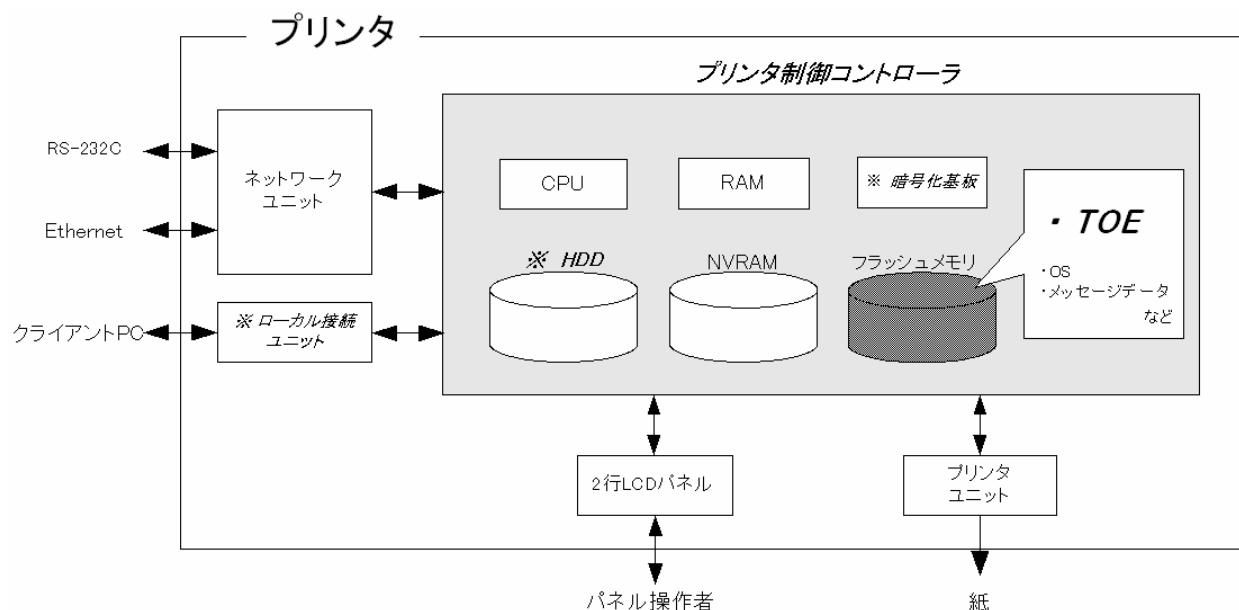 プリンタ
プリンタ制御コントローラ
RS-232C
Ethernet
ネットワーク
ユニット
CPU
RAM
※ 暗号化基板
・ TOE
・OS
・メッセージデータ
など
※ HDD
NVRAM
フラッシュメモリ
クライアントPC
※ローカル接続
ユニット
2行LCDパネル
プリンタ
ユニット
パネル操作者
紙